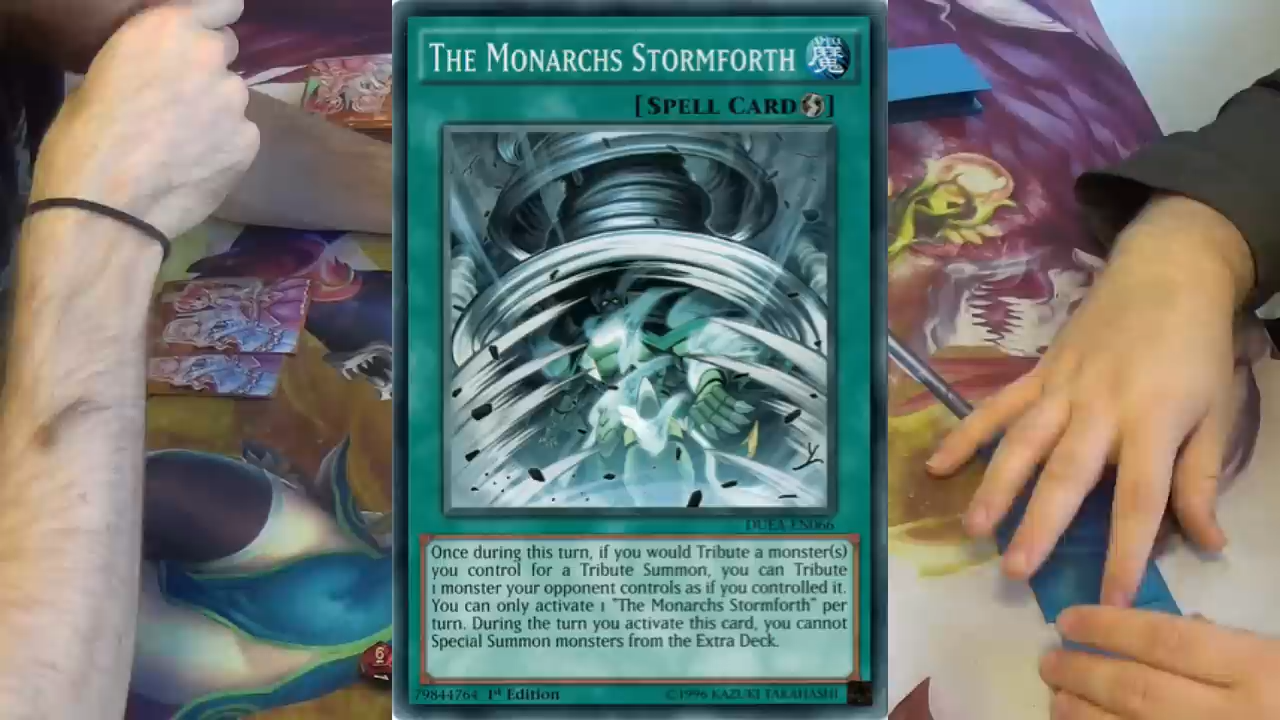 THE MONARCHS STORMFORTH
SPELL
魔
[SPELL CARD]
DUEA-EN066
Once during this turn, if you would Tribute a monster(s)
you control for a Tribute Summon, you can Tribute
1 monster your opponent controls as if you controlled it.
You can only activate 1 "The Monarchs Stormforth" per
turn. During the turn you activate this card, you cannot
Special Summon monsters from the Extra Deck.
79844764 1st Edition
©1996 KAZUKI TAKAHASHI
6